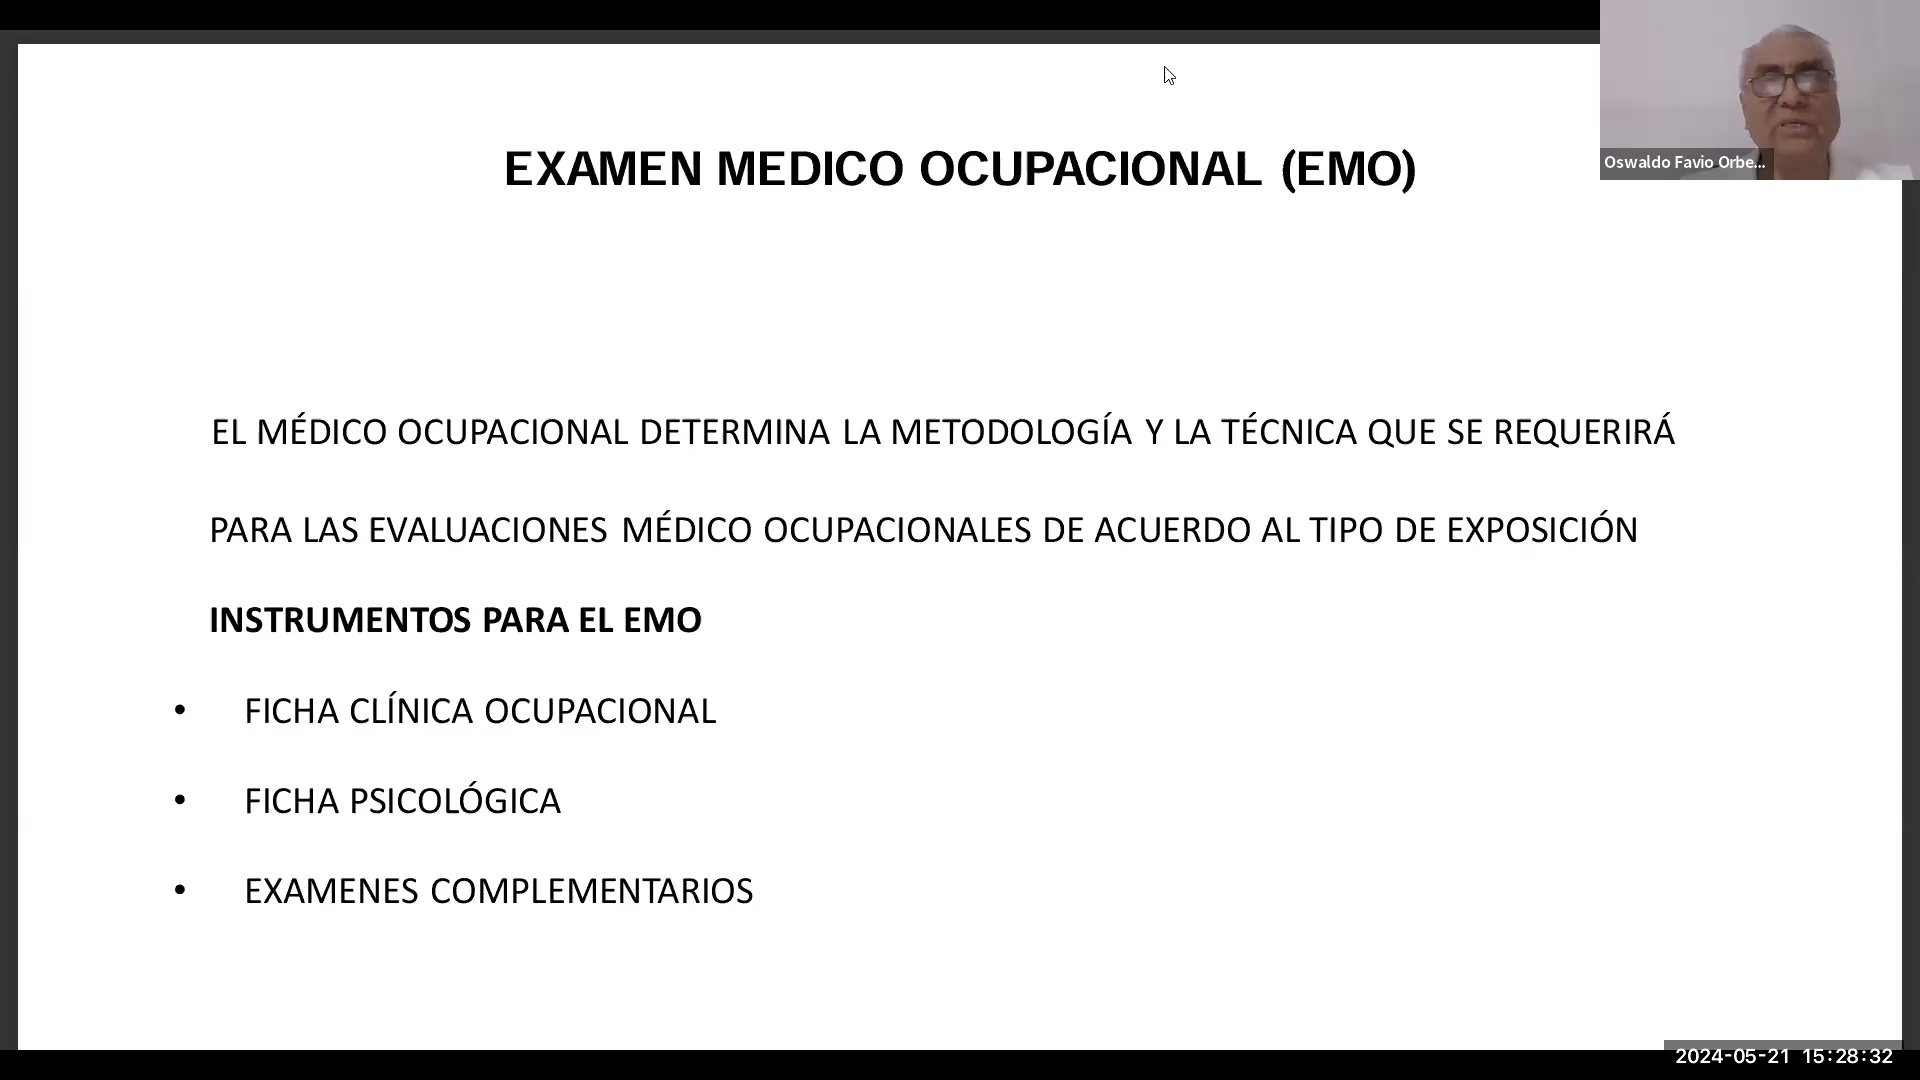 EXAMEN MEDICO OCUPACIONAL (EMO)
Oswaldo Favio Orbe...
EL MÉDICO OCUPACIONAL DETERMINA LA METODOLOGÍA Y LA TÉCNICA QUE SE REQUERIRÁ
PARA LAS EVALUACIONES MÉDICO OCUPACIONALES DE ACUERDO AL TIPO DE EXPOSICIÓN
INSTRUMENTOS PARA EL EMO
• FICHA CLÍNICA OCUPACIONAL
• FICHA PSICOLÓGICA
• EXAMENES COMPLEMENTARIOS
2024-05-21 15:28:32